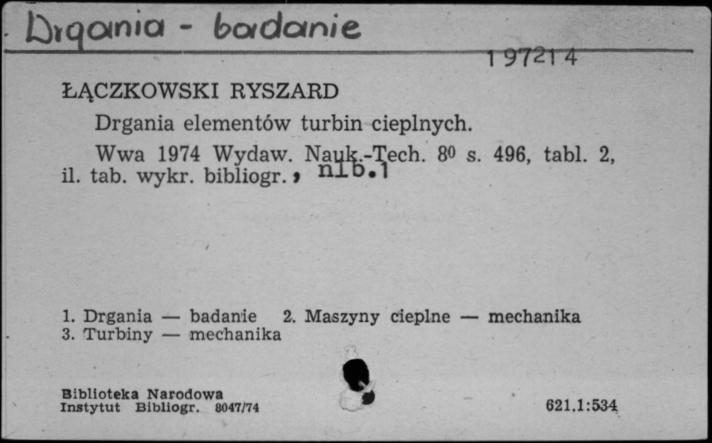 Drgania - badanie
197214
ŁĄCZKOWSKI RYSZARD
Drgania elementów turbin cieplnych.
Wwa 1974 Wydaw. Nauk.-Tech. 8⁰ s. 496, tabl. 2,
il. tab. wykr. bibliogr., nlb.1
1. Drgania — badanie 2. Maszyny cieplne — mechanika
3. Turbiny — mechanika
Biblioteka Narodowa
Instytut Bibliogr. 8047/74
621.1:534